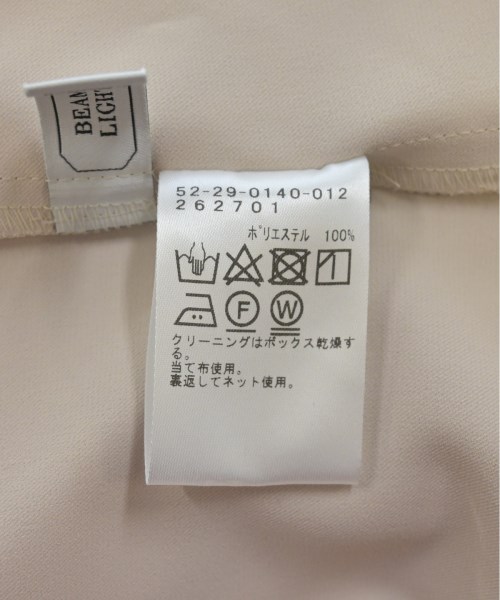 BEAM
LIGH
52-29-0140-012
262701
ポリエステル 100%
F
W
クリーニングはボックス乾燥す
る。
当て布使用。
裏返してネット使用。